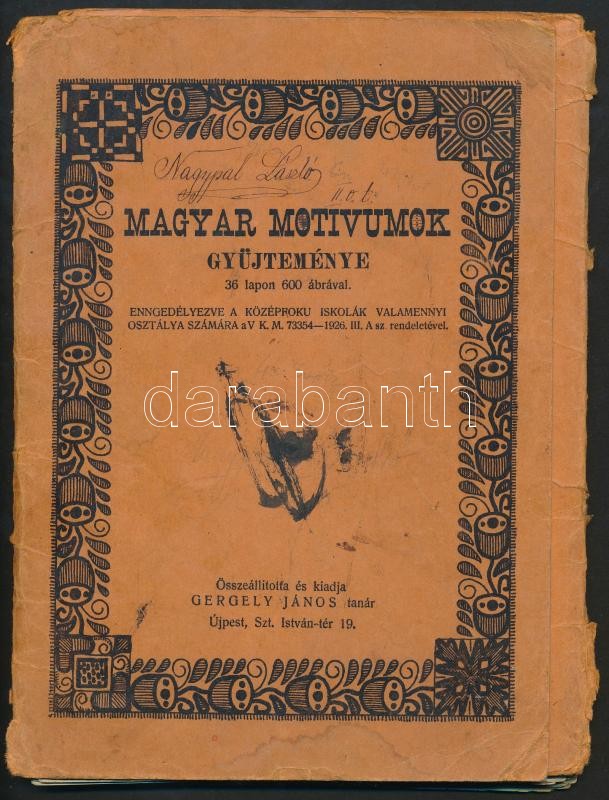 Nagypál László
II. o. t.
MAGYAR MOTIVUMOK
GYÜJTEMÉNYE
36 lapon 600 ábrával.
ENNGEDÉLYEZVE A KÖZÉPFOKU ISKOLÁK VALAMENNYI
OSZTÁLYA SZÁMÁRA a V K. M. 73354—1926. III. A sz. rendeletével.
darabanth
Összeállitotta és kiadja
GERGELY JÁNOS tanár
Újpest, Szt. István-tér 19.